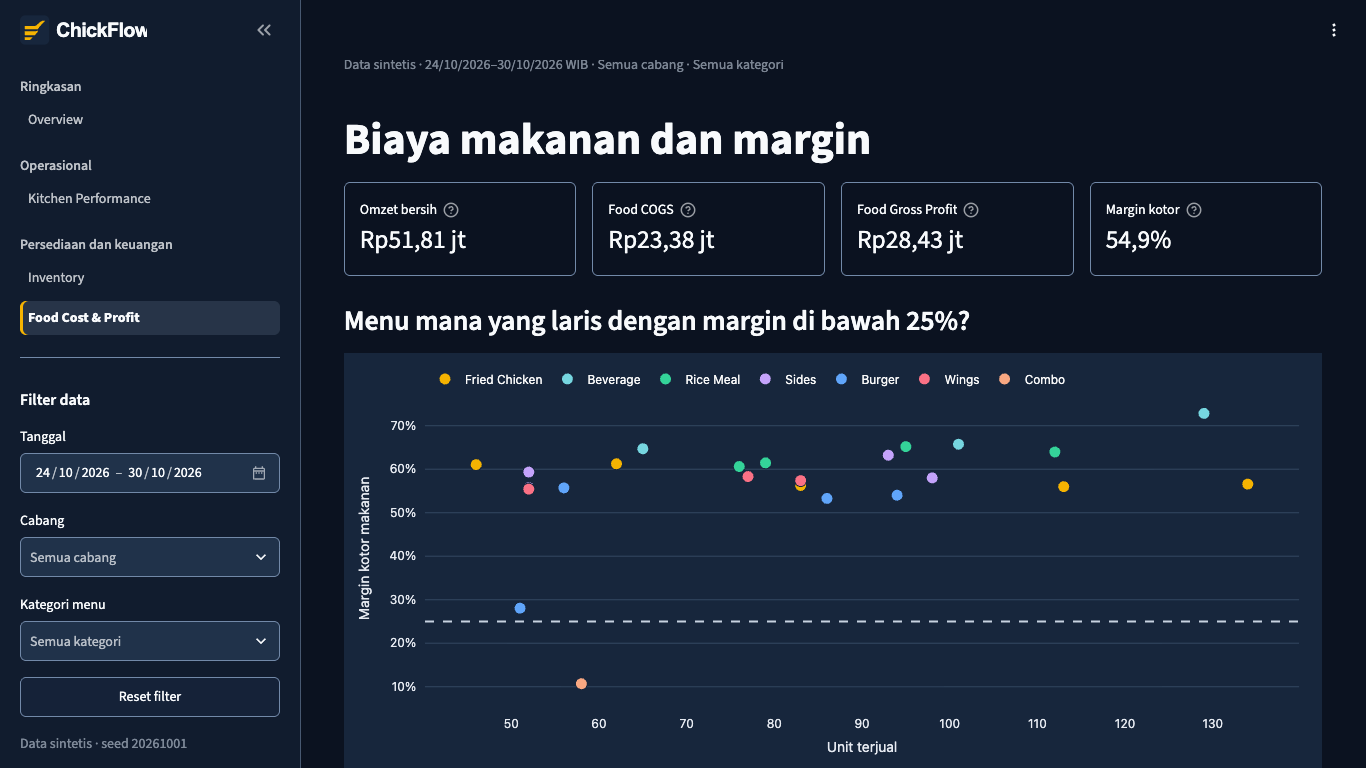 ChickFlow
Ringkasan
Overview
Operasional
Kitchen Performance
Persediaan dan keuangan
Inventory
Food Cost & Profit
Filter data
Tanggal
24/10/2026 – 30/10/2026
Cabang
Semua cabang
Kategori menu
Semua kategori
Reset filter
Data sintetis · seed 20261001
Data sintetis · 24/10/2026–30/10/2026 WIB · Semua cabang · Semua kategori
Biaya makanan dan margin
Omzet bersih
Rp51,81 jt
Food COGS
Rp23,38 jt
Food Gross Profit
Rp28,43 jt
Margin kotor
54,9%
Menu mana yang laris dengan margin di bawah 25%?
Fried Chicken Beverage Rice Meal Sides Burger Wings Combo
Margin kotor makanan
70%
60%
50%
40%
30%
20%
10%
50 60 70 80 90 100 110 120 130
Unit terjual